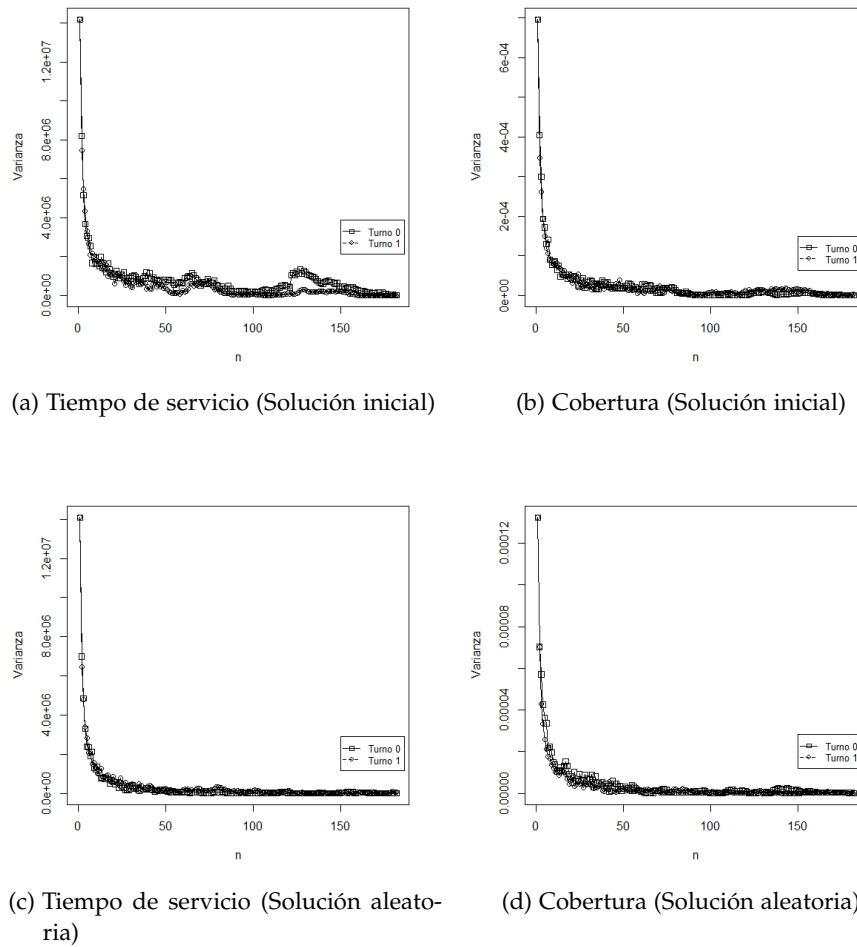 1.2e+07
8.0e+06
4.0e+06
0.0e+00
Varianza
0 50 100 150
n
Turno 0
Turno 1
(a) Tiempo de servicio (Solución inicial)
6e-04
4e-04
2e-04
0e+00
Varianza
0 50 100 150
n
Turno 0
Turno 1
(b) Cobertura (Solución inicial)
1.2e+07
8.0e+06
4.0e+06
0.0e+00
Varianza
0 50 100 150
n
Turno 0
Turno 1
(c) Tiempo de servicio (Solución aleato-
ria)
0.00012
0.00008
0.00004
0.00000
Varianza
0 50 100 150
n
Turno 0
Turno 1
(d) Cobertura (Solución aleatoria)